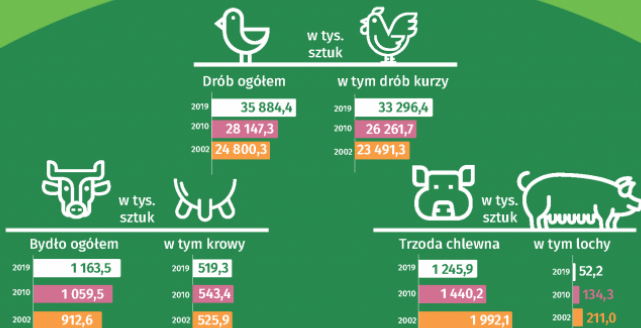 w tys.
sztuk
Drób ogółem
w tym drób kurzy
2019 35 884,4
2010 28 147,3
2002 24 800,3
2019 33 296,4
2010 26 261,7
2002 23 491,3
w tys.
sztuk
Bydło ogółem
w tym krowy
2019 1 163,5
2010 1 059,5
2002 912,6
2019 519,3
2010 543,4
2002 525,9
w tys.
sztuk
Trzoda chlewna
w tym lochy
2019 1 245,9
2010 1 440,2
2002 1 992,1
2019 52,2
2010 134,3
2002 211,0